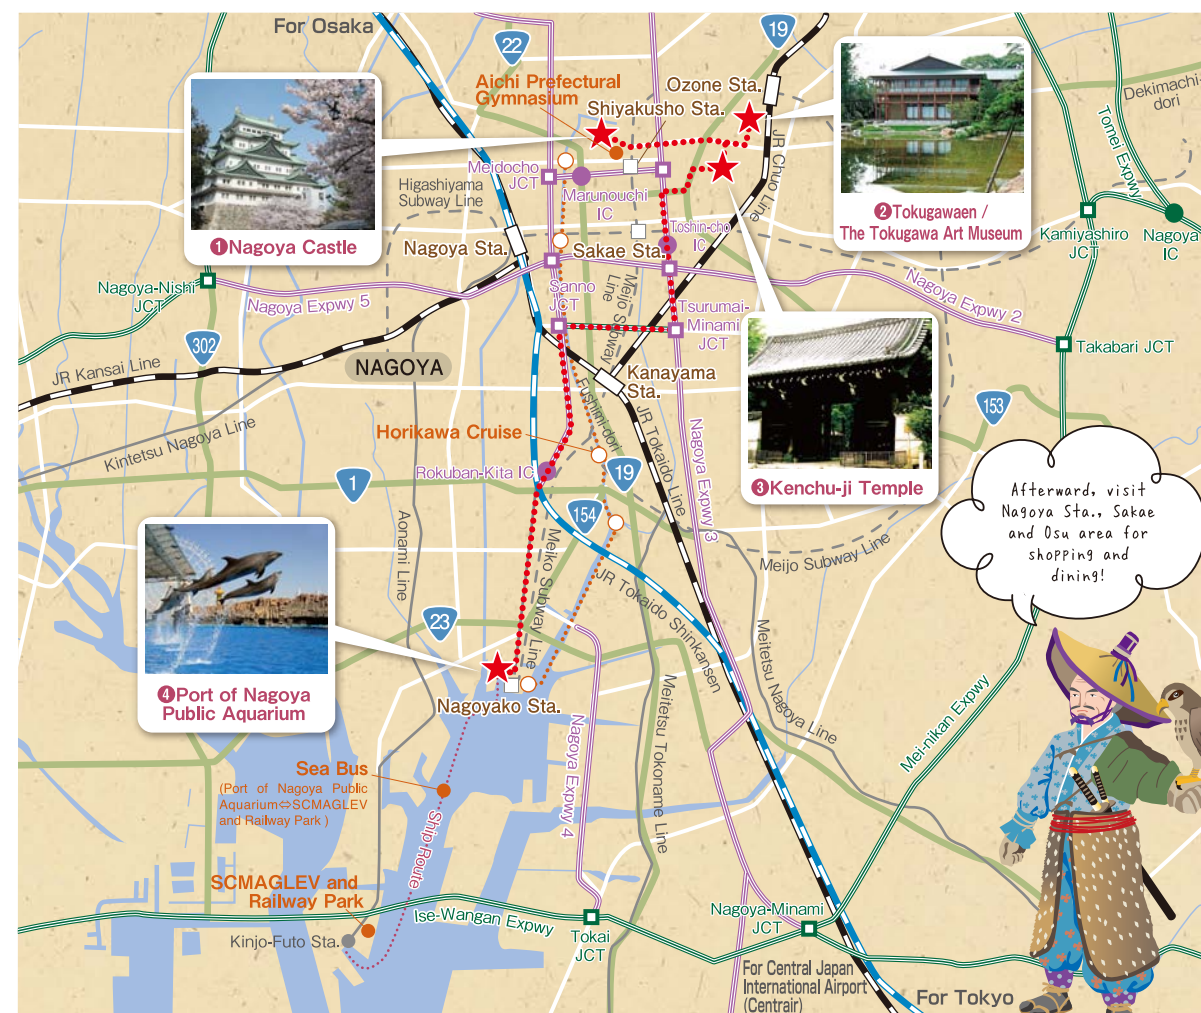 For Osaka
22
19
Aichi Prefectural
Gymnasium
Ozone Sta.
Shiyakusho Sta.
Dekimachi-
dori
Tomei Expwy
JR Chuo Line
❶Nagoya Castle
❷Tokugawaen /
The Tokugawa Art Museum
Meidocho
JCT
Higashiyama
Subway Line
Marunouchi
IC
Toshin-cho
IC
Kamiyashiro
JCT
Nagoya
IC
Nagoya Sta.
Sakae Sta.
Nagoya-Nishi
JCT
Nagoya Expwy 5
Sanno
JCT
Meijo Subway
Line
Tsurumai-
Minami
JCT
Nagoya Expwy 2
302
Takabari JCT
JR Kansai Line
NAGOYA
Kanayama
Sta.
Kintetsu Nagoya Line
Fushimi-dori
JR Tokaido Line
153
Horikawa Cruise
Nagoya Expwy 3
Rokuban-Kita IC
19
1
154
❸Kenchu-ji Temple
Afterward, visit
Nagoya Sta., Sakae
and Osu area for
shopping and
dining!
Aonami Line
Meiko Subway Line
Meijo Subway Line
JR Tokaido Shinkansen
23
Meitetsu Nagoya Line
❹Port of Nagoya
Public Aquarium
Nagoyako Sta.
Meitetsu Tokoname Line
Nagoya Expwy 4
Mei-nikan Expwy
Sea Bus
(Port of Nagoya Public
Aquarium⇔SCMAGLEV
and Railway Park )
Ship Route
SCMAGLEV and
Railway Park
Kinjo-Futo Sta.
Ise-Wangan Expwy
Tokai
JCT
Nagoya-Minami
JCT
For Central Japan
International Airport
(Centrair)
For Tokyo